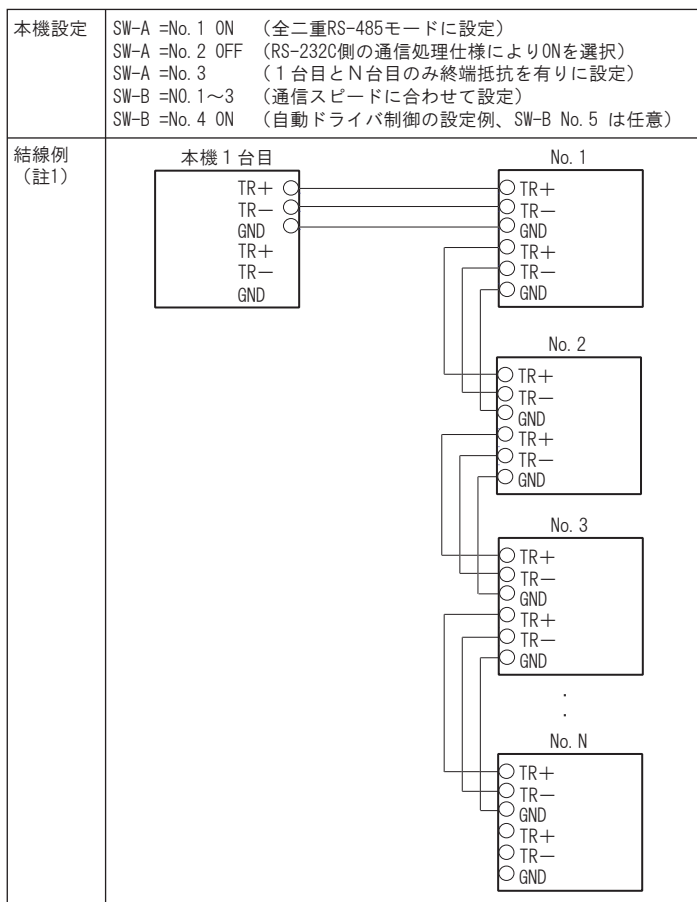 本機設定
SW-A =No.1 ON （全二重RS-485モードに設定）
SW-A =No.2 OFF （RS-232C側の通信処理仕様によりONを選択）
SW-A =No.3 （１台目とＮ台目のみ終端抵抗を有りに設定）
SW-B =NO.1～3 （通信スピードに合わせて設定）
SW-B =No.4 ON （自動ドライバ制御の設定例、SW-B No.5 は任意）
結線例
（註1）
本機１台目
TR＋
TR－
GND
TR＋
TR－
GND
No. 1
TR＋
TR－
GND
TR＋
TR－
GND
No. 2
TR＋
TR－
GND
TR＋
TR－
GND
No. 3
TR＋
TR－
GND
TR＋
TR－
GND
．
．
No. N
TR＋
TR－
GND
TR＋
TR－
GND